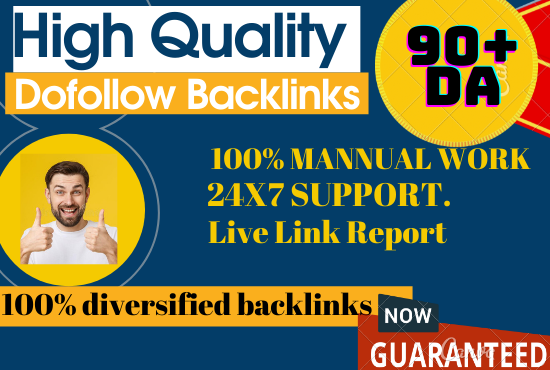 High Quality
Dofollow Backlinks
90+
DA
100% MANNUAL WORK
24X7 SUPPORT.
Live Link Report
100% diversified backlinks
NOW
GUARANTEED